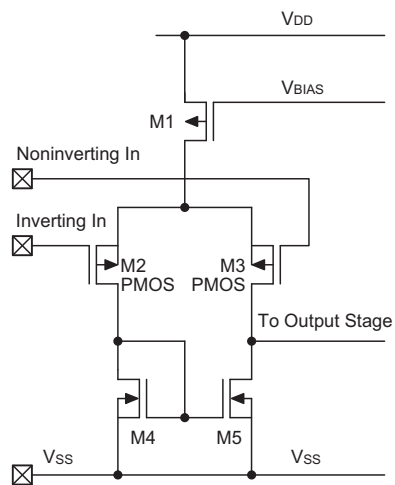 VDD
VBIAS
M1
Noninverting In
Inverting In
M2
PMOS
M3
PMOS
To Output Stage
M4
M5
VSS
VSS